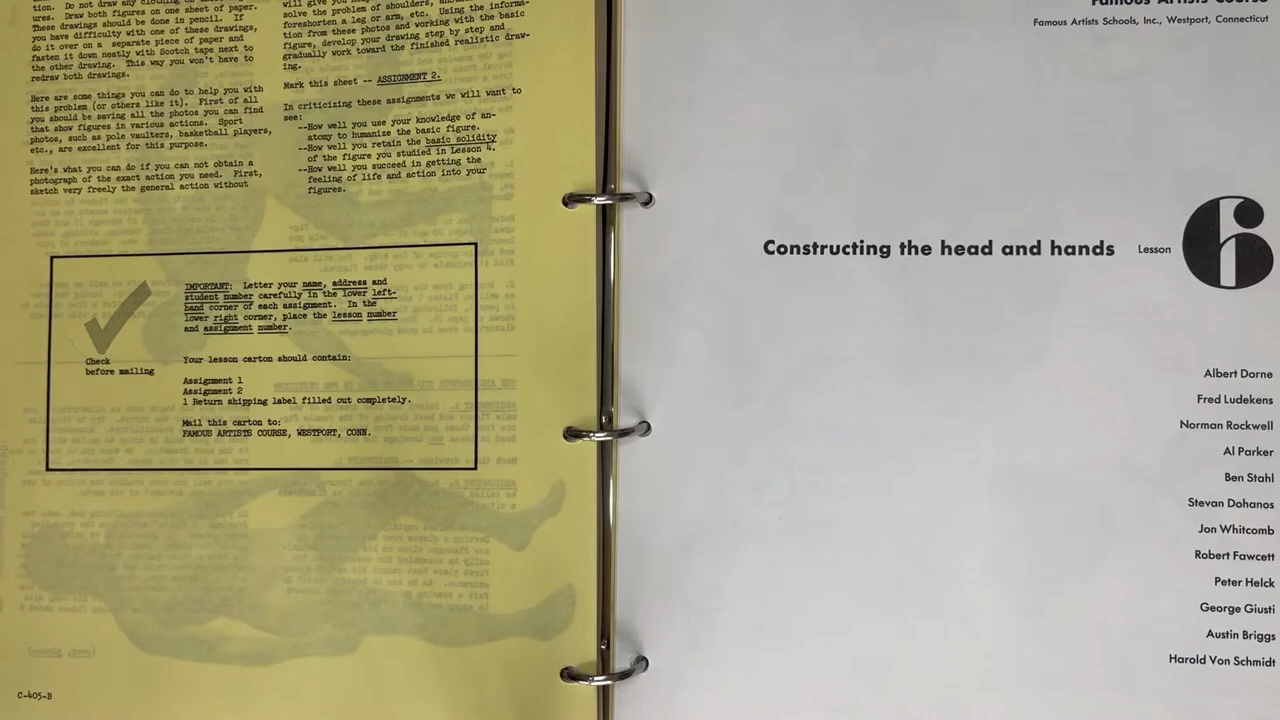 tion. Do not draw any clothing on these fig-
ures. Draw both figures on one sheet of paper.
These drawings should be done in pencil. If
you have difficulty with one of these drawings,
do it over on a separate piece of paper and
fasten it down neatly with Scotch tape next to
the other drawing. This way you won't have to
redraw both drawings.
Here are some things you can do to help you with
this problem (or others like it). First of all
you should be saving all the photos you can find
that show figures in various actions. Sport
photos, such as pole vaulters, basketball players,
etc., are excellent for this purpose.
Here's what you can do if you can not obtain a
photograph of the exact action you need. First,
sketch very freely the general action without
will give you
solve the problem of shoulders,
foreshorten a leg or arm, etc. Using the informa-
tion from these photos and working with the basic
figure, develop your drawing step by step and
gradually work toward the finished realistic draw-
ing.
Mark this sheet -- ASSIGNMENT 2.
In criticizing these assignments we will want to
see:
--How well you use your knowledge of an-
atomy to humanize the basic figure.
--How well you retain the basic solidity
of the figure you studied in Lesson 4.
--How well you succeed in getting the
feeling of life and action into your
figures.
Check
before mailing
IMPORTANT: Letter your name, address and
student number carefully in the lower left-
hand corner of each assignment. In the
lower right corner, place the lesson number
and assignment number.
Your lesson carton should contain:
Assignment 1
Assignment 2
1 Return shipping label filled out completely.
Mail this carton to:
FAMOUS ARTISTS COURSE, WESTPORT, CONN.
C-405-B
Famous Artists Course
Famous Artists Schools, Inc., Westport, Connecticut
Constructing the head and hands Lesson 6
Albert Dorne
Fred Ludekens
Norman Rockwell
Al Parker
Ben Stahl
Stevan Dohanos
Jon Whitcomb
Robert Fawcett
Peter Helck
George Giusti
Austin Briggs
Harold Von Schmidt